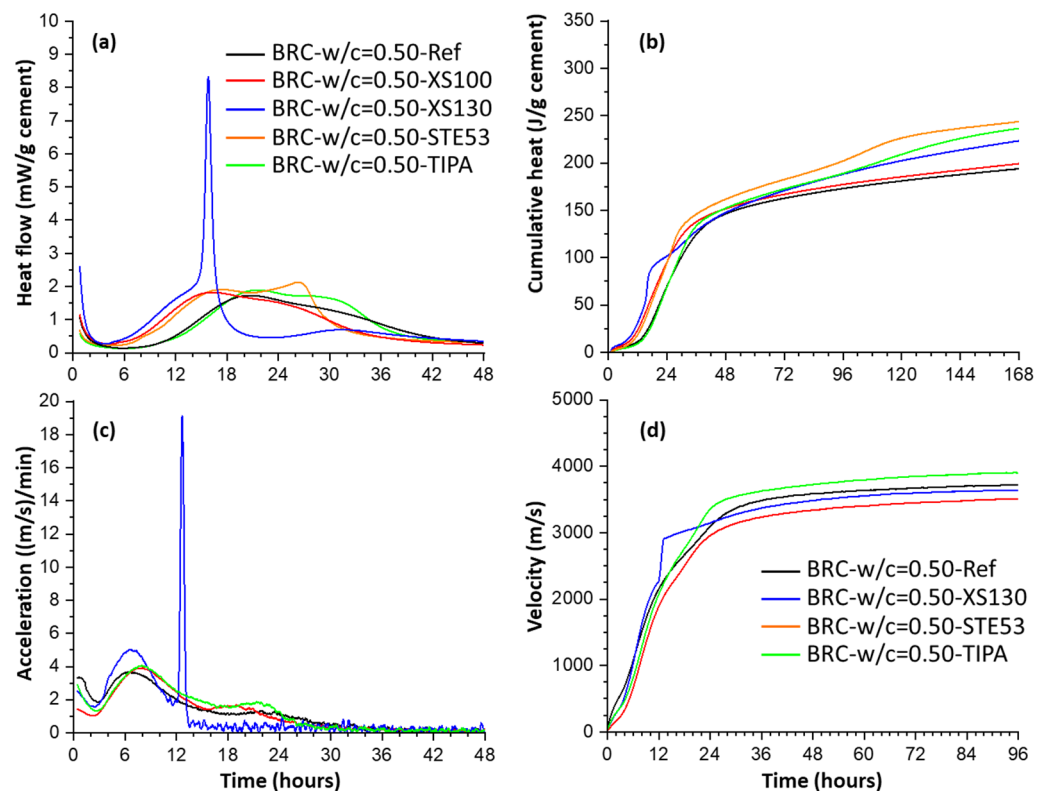 (a)
Heat flow (mW/g cement)
10
9
8
7
6
5
4
3
2
1
0
BRC-w/c=0.50-Ref
BRC-w/c=0.50-XS100
BRC-w/c=0.50-XS130
BRC-w/c=0.50-STE53
BRC-w/c=0.50-TIPA
0 6 12 18 24 30 36 42 48
(b)
Cumulative heat (J/g cement)
350
300
250
200
150
100
50
0
0 24 48 72 96 120 144 168
(c)
Acceleration ((m/s)/min)
20
18
16
14
12
10
8
6
4
2
0
0 6 12 18 24 30 36 42 48
Time (hours)
(d)
Velocity (m/s)
5000
4000
3000
2000
1000
0
BRC-w/c=0.50-Ref
BRC-w/c=0.50-XS130
BRC-w/c=0.50-STE53
BRC-w/c=0.50-TIPA
0 12 24 36 48 60 72 84 96
Time (hours)